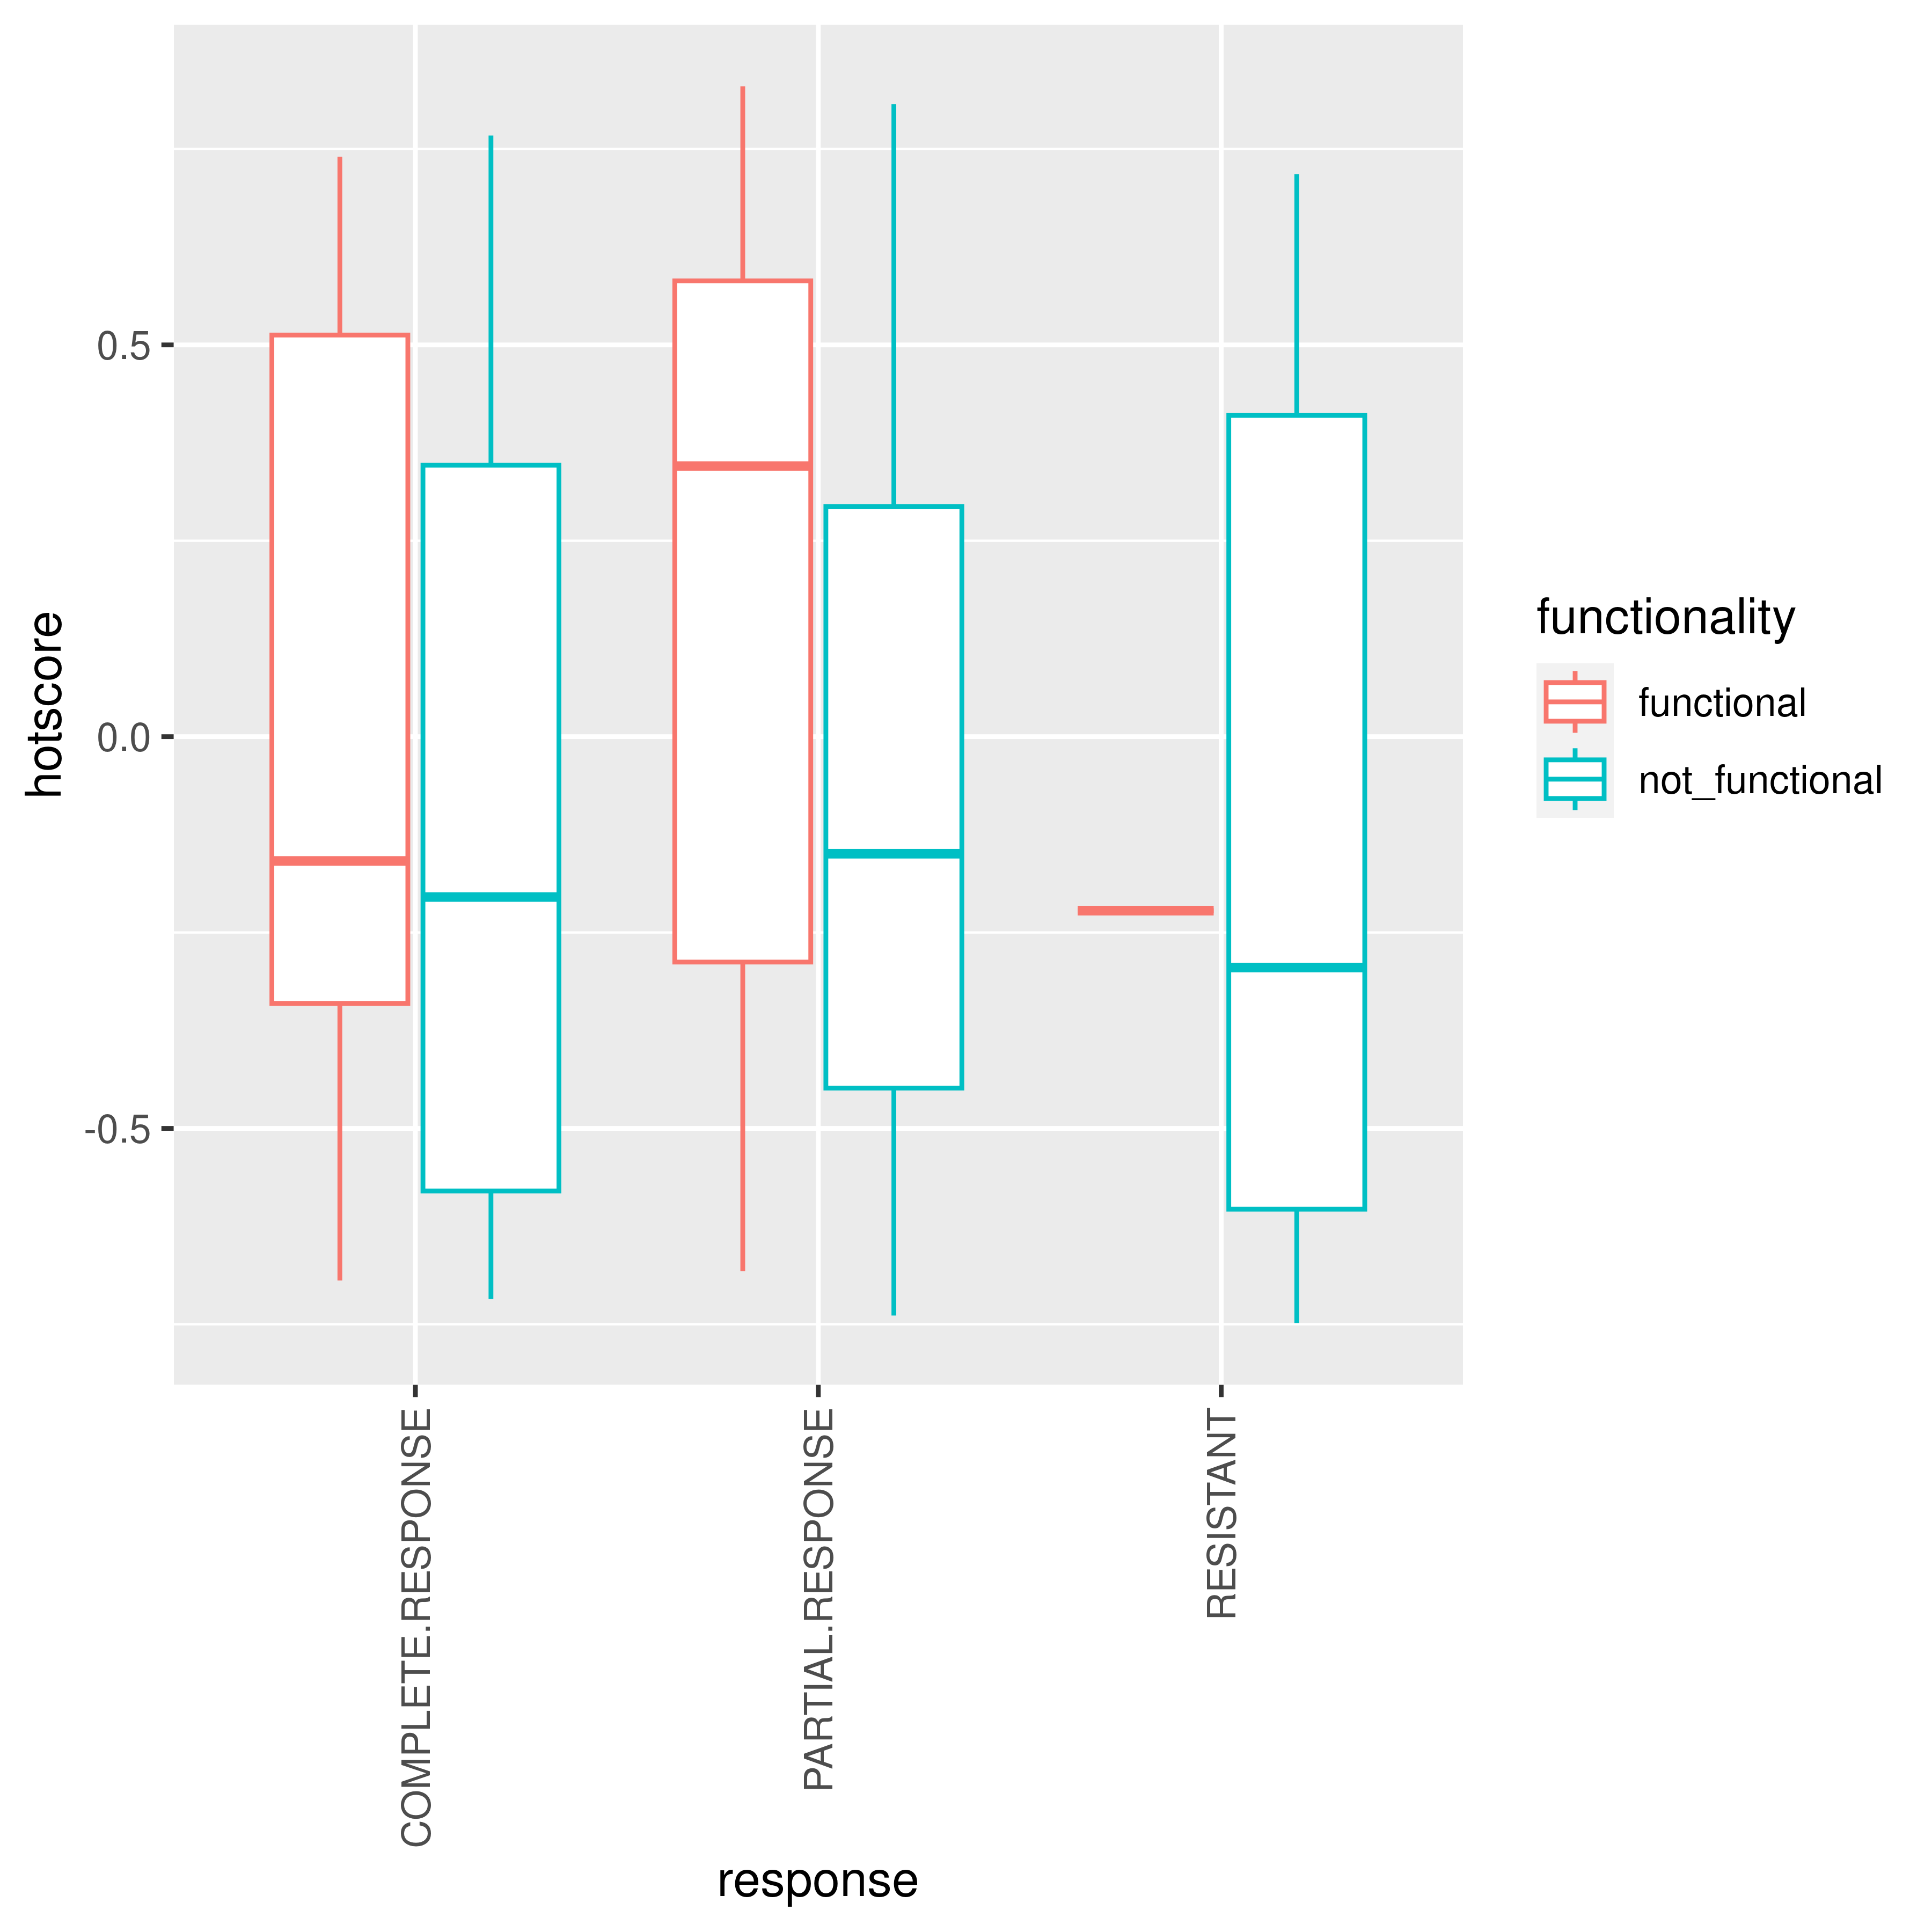 hotscore
0.5
0.0
-0.5
COMPLETE.RESPONSE
PARTIAL.RESPONSE
RESISTANT
response
functionality
functional
not_functional